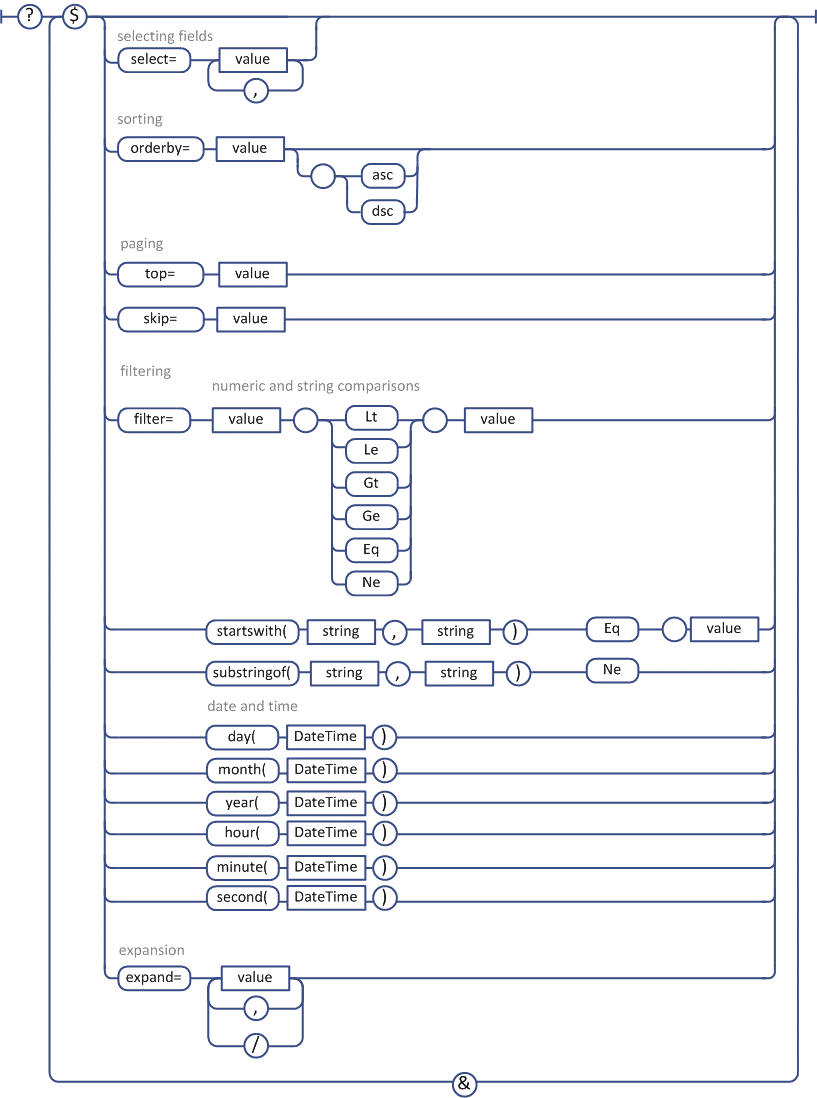 ? $
selecting fields
select= value
,
sorting
orderby= value
asc
dsc
paging
top= value
skip= value
filtering
numeric and string comparisons
filter= value Lt value
Le
Gt
Ge
Eq
Ne
startswith( string , string ) Eq value
substringof( string , string ) Ne
date and time
day( DateTime )
month( DateTime )
year( DateTime )
hour( DateTime )
minute( DateTime )
second( DateTime )
expansion
expand= value
,
/
&